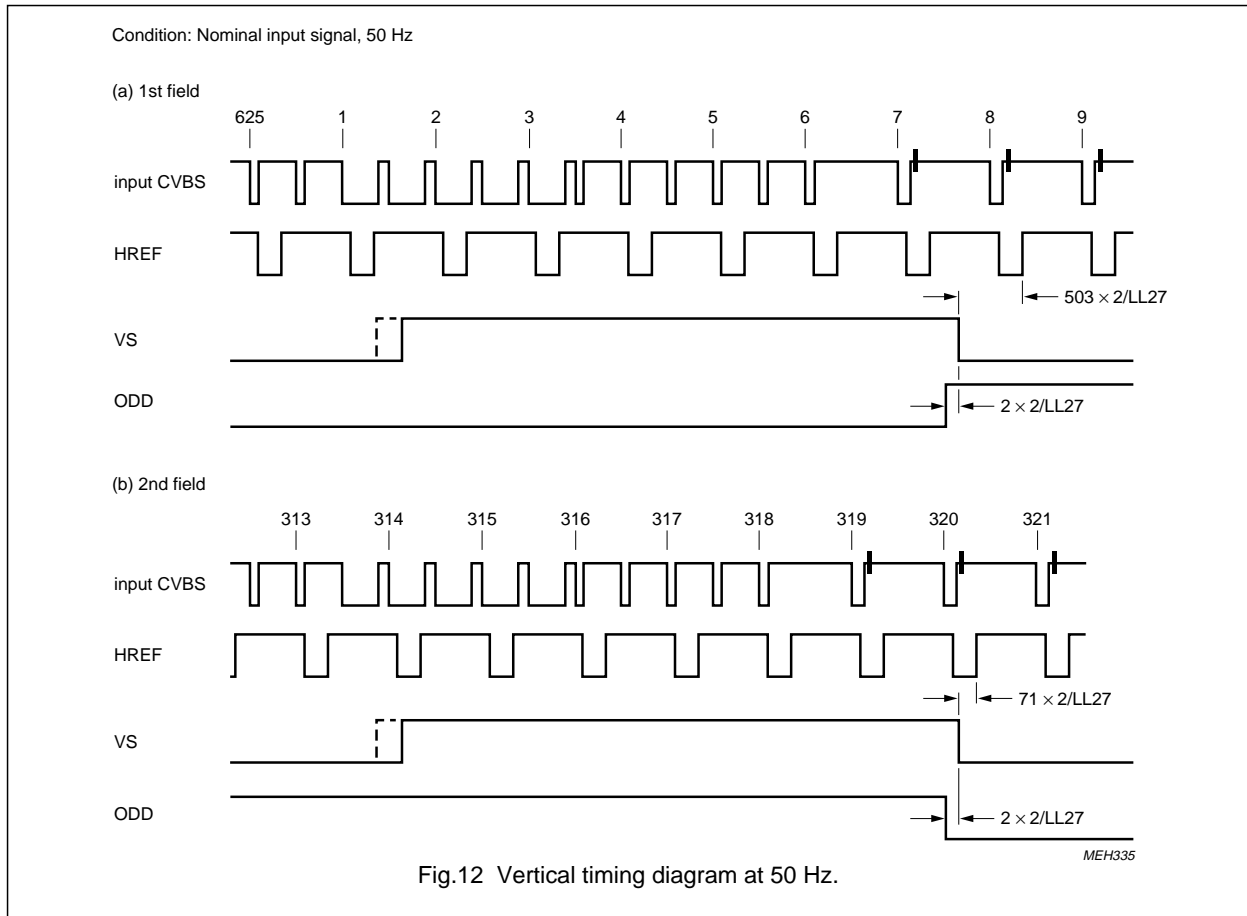 Condition: Nominal input signal, 50 Hz
(a) 1st field
625 1 2 3 4 5 6 7 8 9
input CVBS
HREF
503 × 2/LL27
VS
ODD
2 × 2/LL27
(b) 2nd field
313 314 315 316 317 318 319 320 321
input CVBS
HREF
71 × 2/LL27
VS
ODD
2 × 2/LL27
MEH335
Fig.12 Vertical timing diagram at 50 Hz.